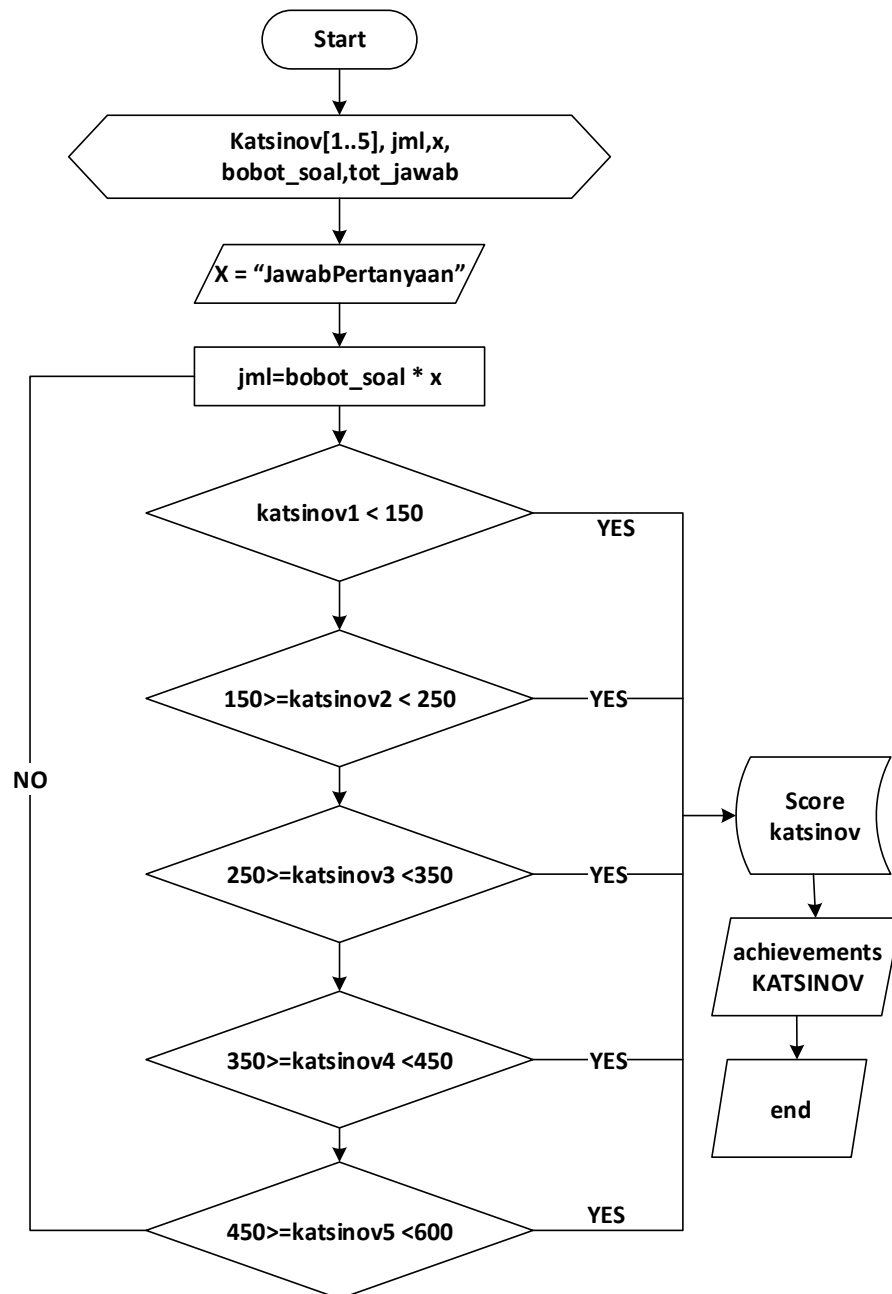 Start
Katsinov[1..5], jml,x,
bobot_soal,tot_jawab
X = “JawabPertanyaan”
jml=bobot_soal * x
katsinov1 < 150
YES
150>=katsinov2 < 250
YES
NO
Score
katsinov
250>=katsinov3 <350
YES
achievements
KATSINOV
350>=katsinov4 <450
YES
end
450>=katsinov5 <600
YES